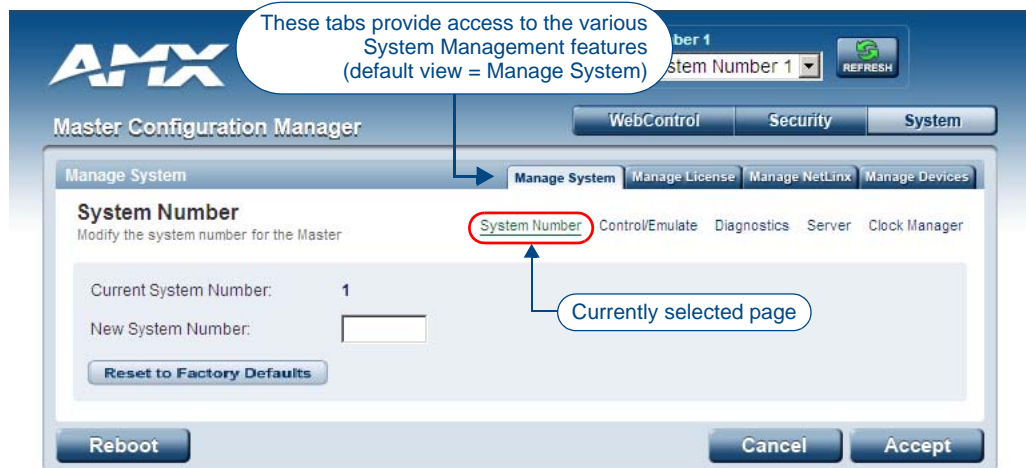 These tabs provide access to the various
System Management features
(default view = Manage System)
AMX
1
Number 1
REFRESH
Master Configuration Manager
WebControl
Security
System
Manage System
Manage System
Manage License
Manage NetLinx
Manage Devices
System Number
Modify the system number for the Master
System Number
Control/Emulate
Diagnostics
Server
Clock Manager
Current System Number:
1
New System Number:
Currently selected page
Reset to Factory Defaults
Reboot
Cancel
Accept